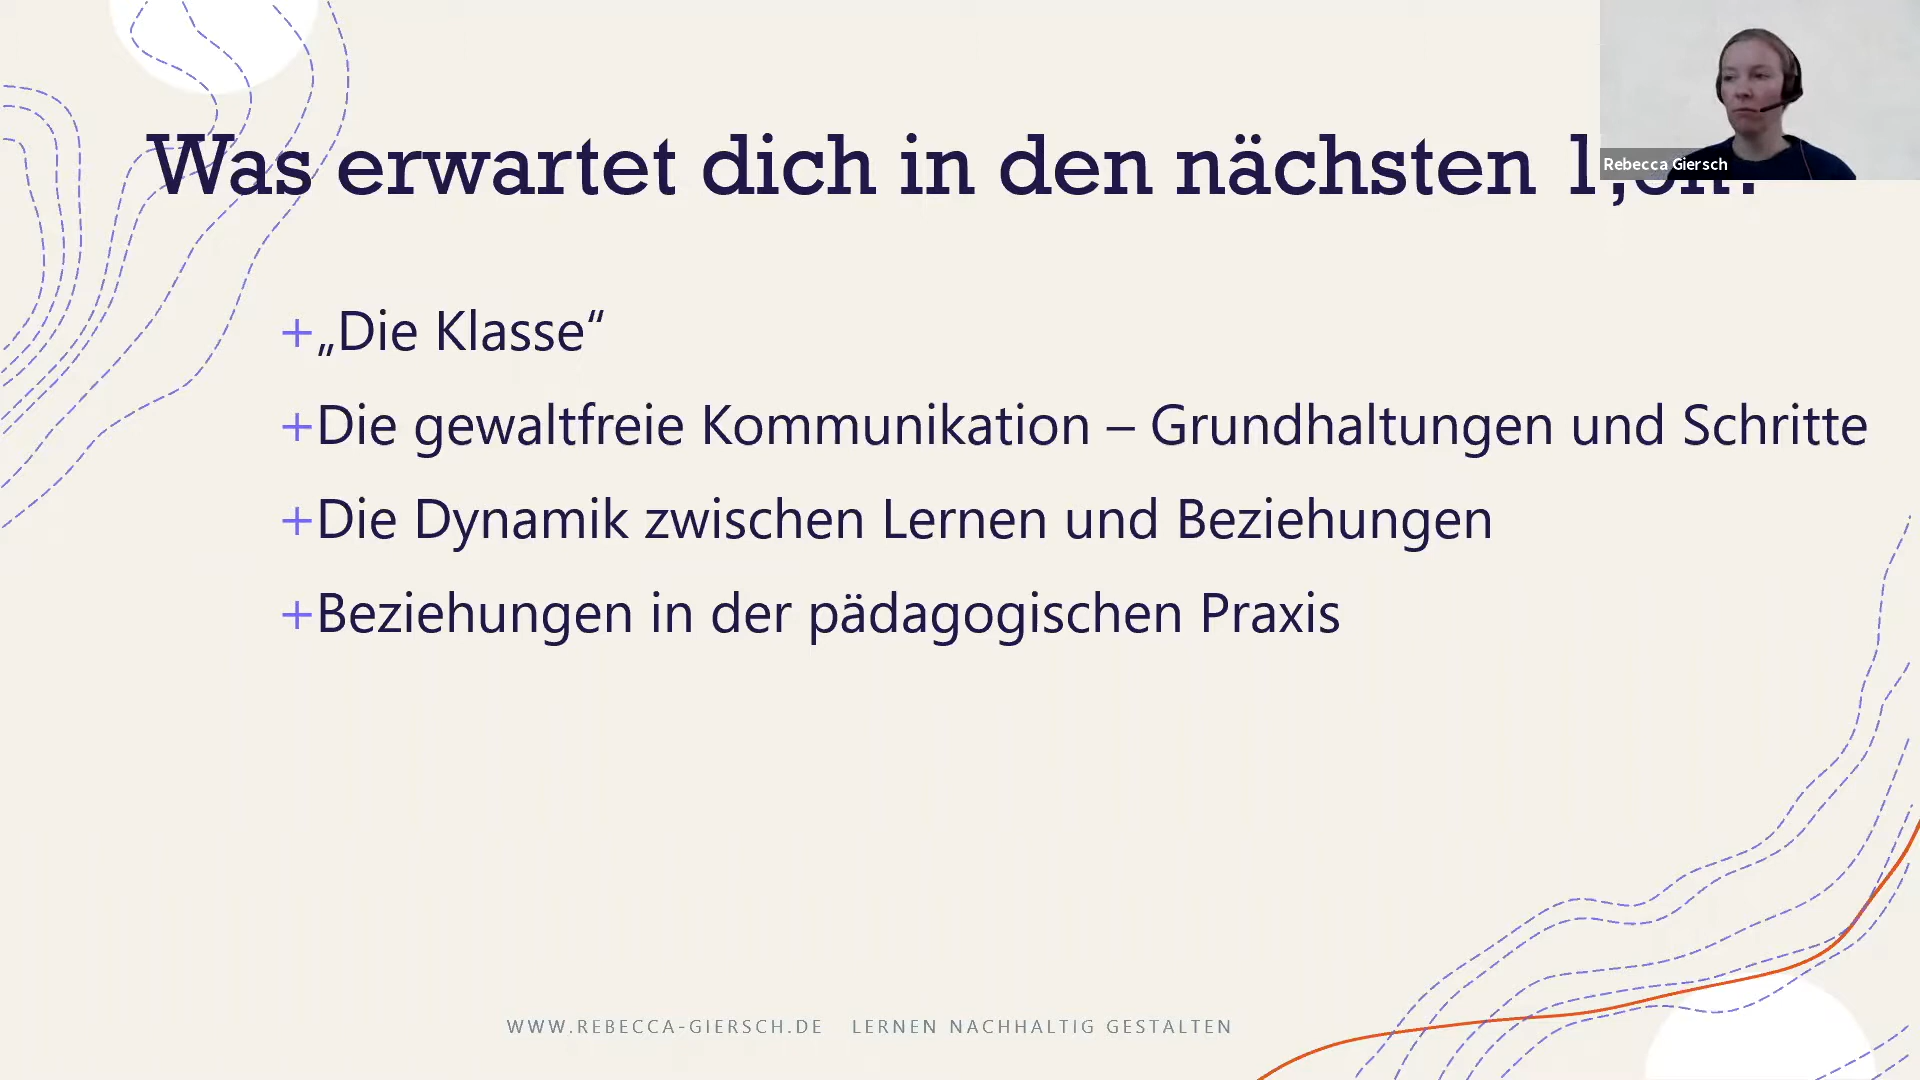 Was erwartet dich in den nächsten
Rebecca Giersch
+„Die Klasse“
+Die gewaltfreie Kommunikation – Grundhaltungen und Schritte
+Die Dynamik zwischen Lernen und Beziehungen
+Beziehungen in der pädagogischen Praxis
WWW.REBECCA-GIERSCH.DE LERNEN NACHHALTIG GESTALTEN